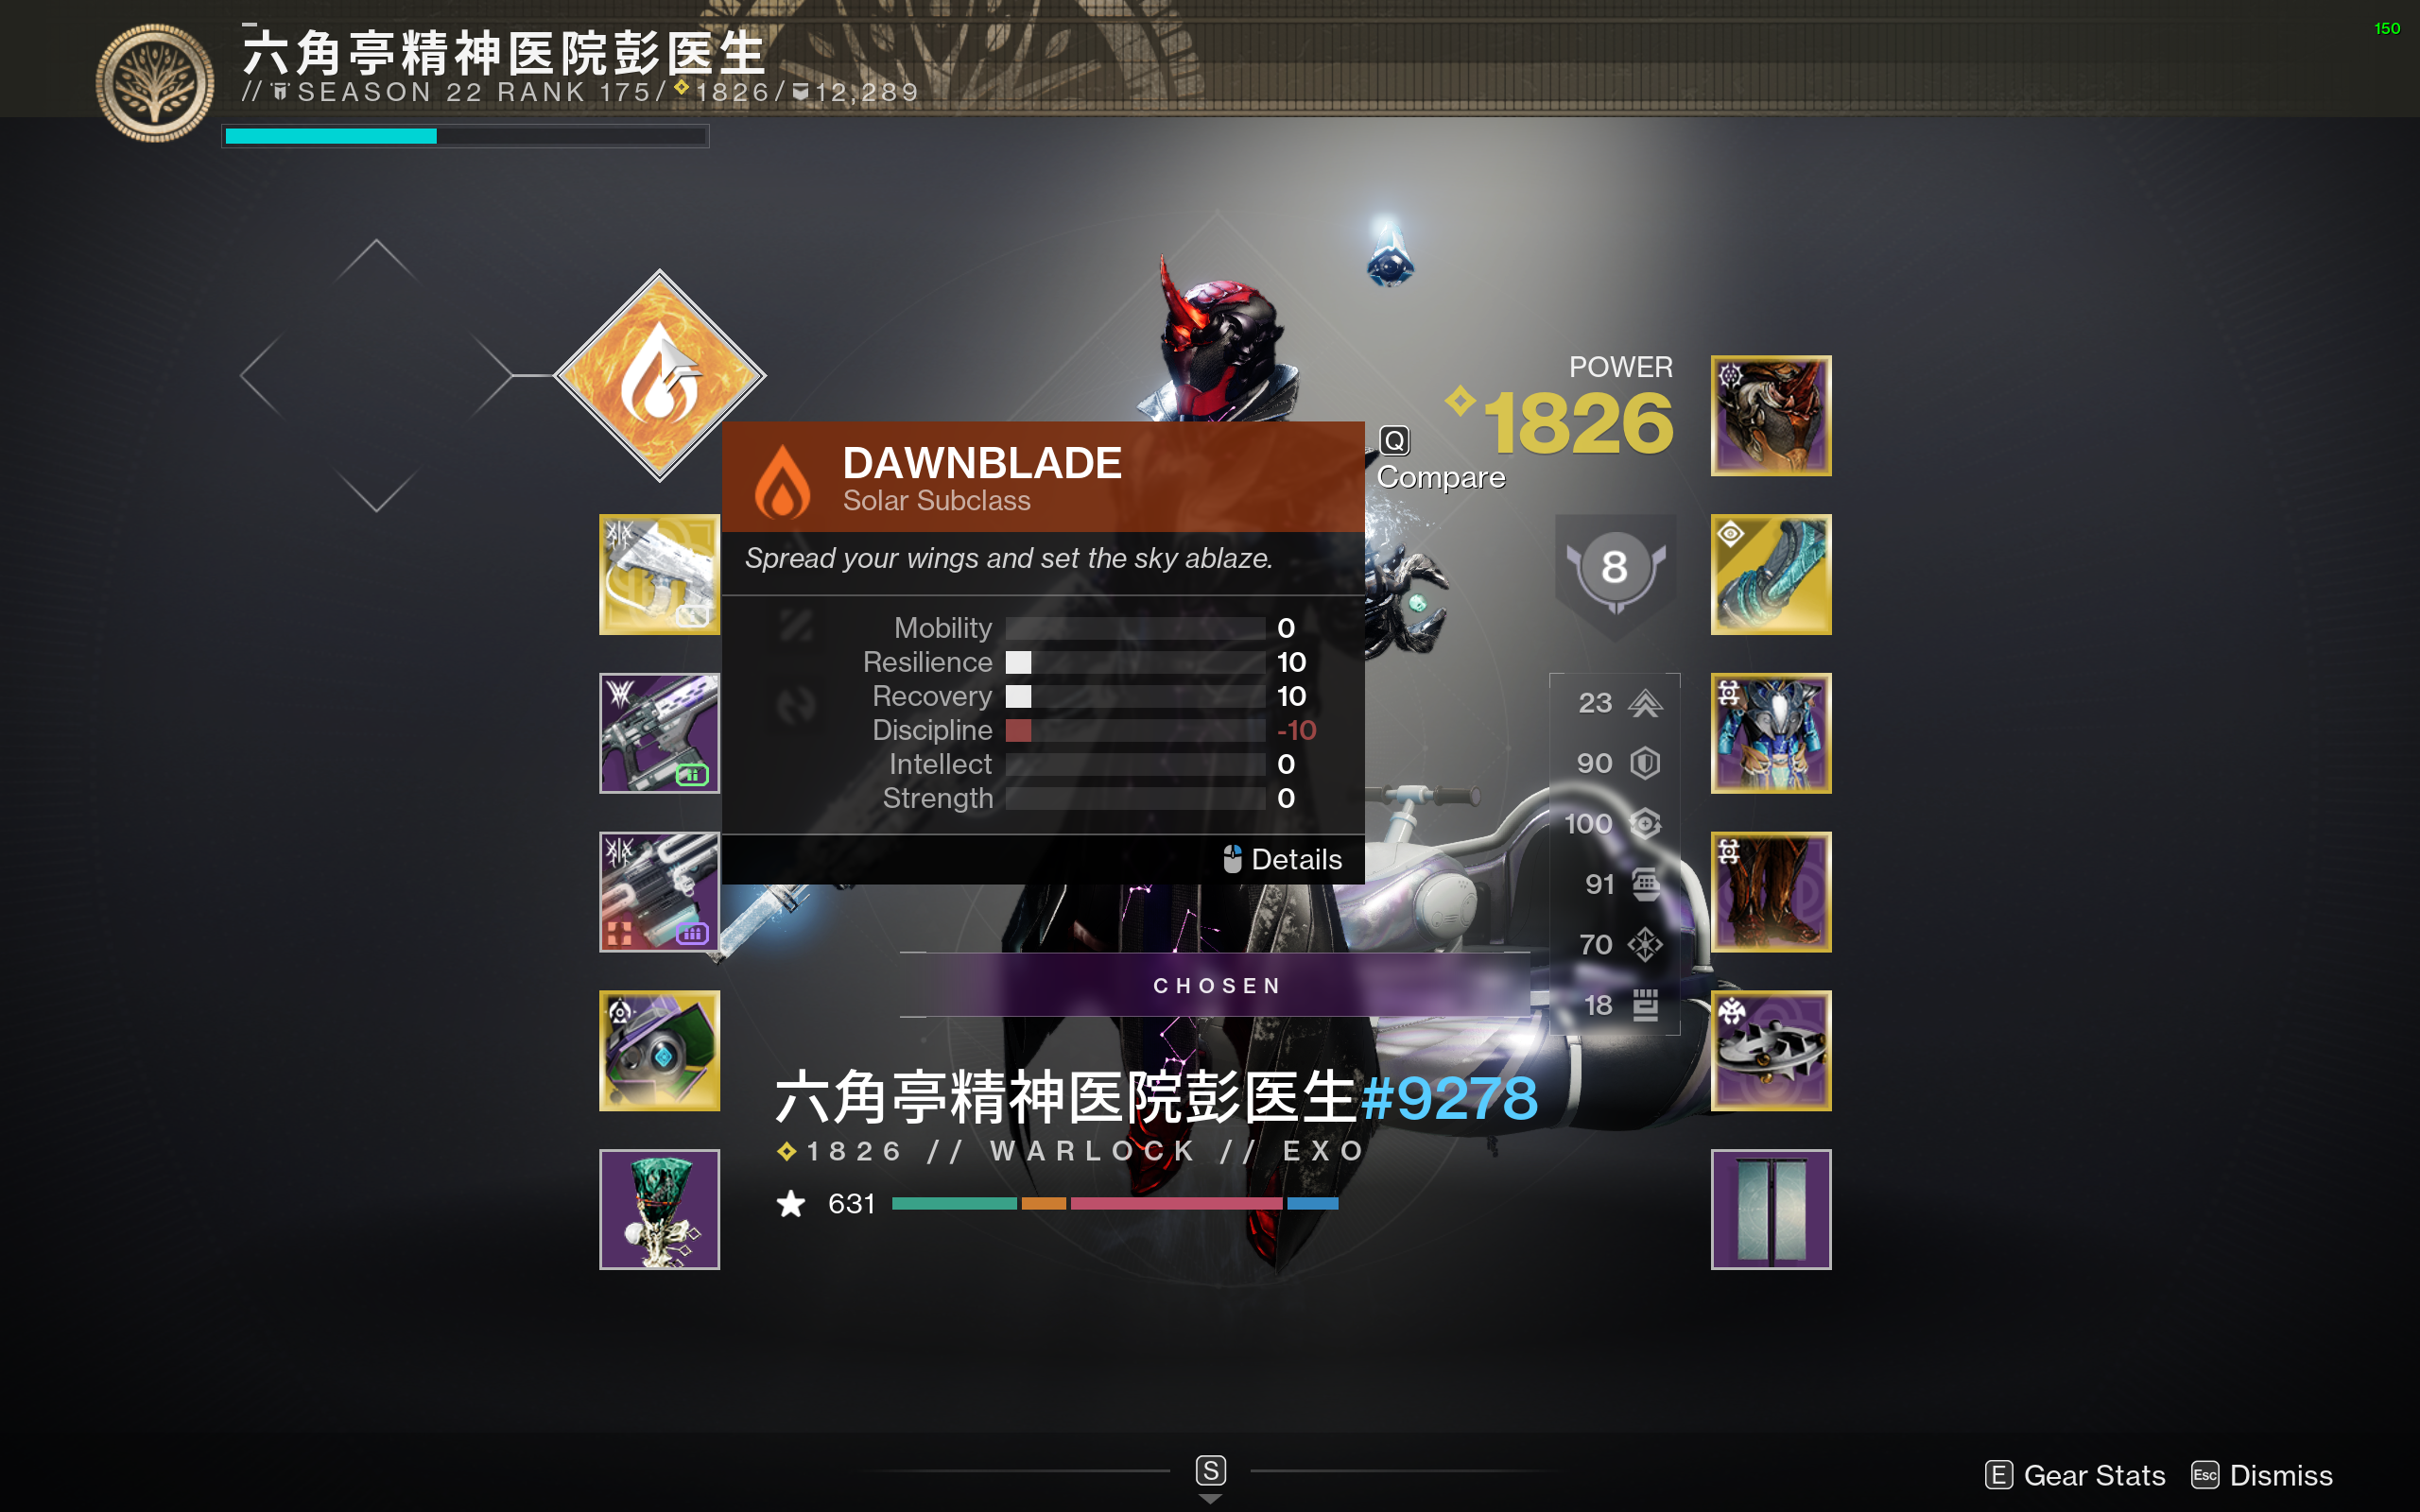 150
六角亭精神医院彭医生
// SEASON 22 RANK 175/ 1826/ 12,289
POWER
1826
Q
Compare
DAWNBLADE
Solar Subclass
Spread your wings and set the sky ablaze.
Mobility 0
Resilience 10
Recovery 10
Discipline -10
Intellect 0
Strength 0
Details
8
23
90
100
91
70
18
CHOSEN
六角亭精神医院彭医生#9278
1826 // WARLOCK // EXO
631
S
E Gear Stats Esc Dismiss